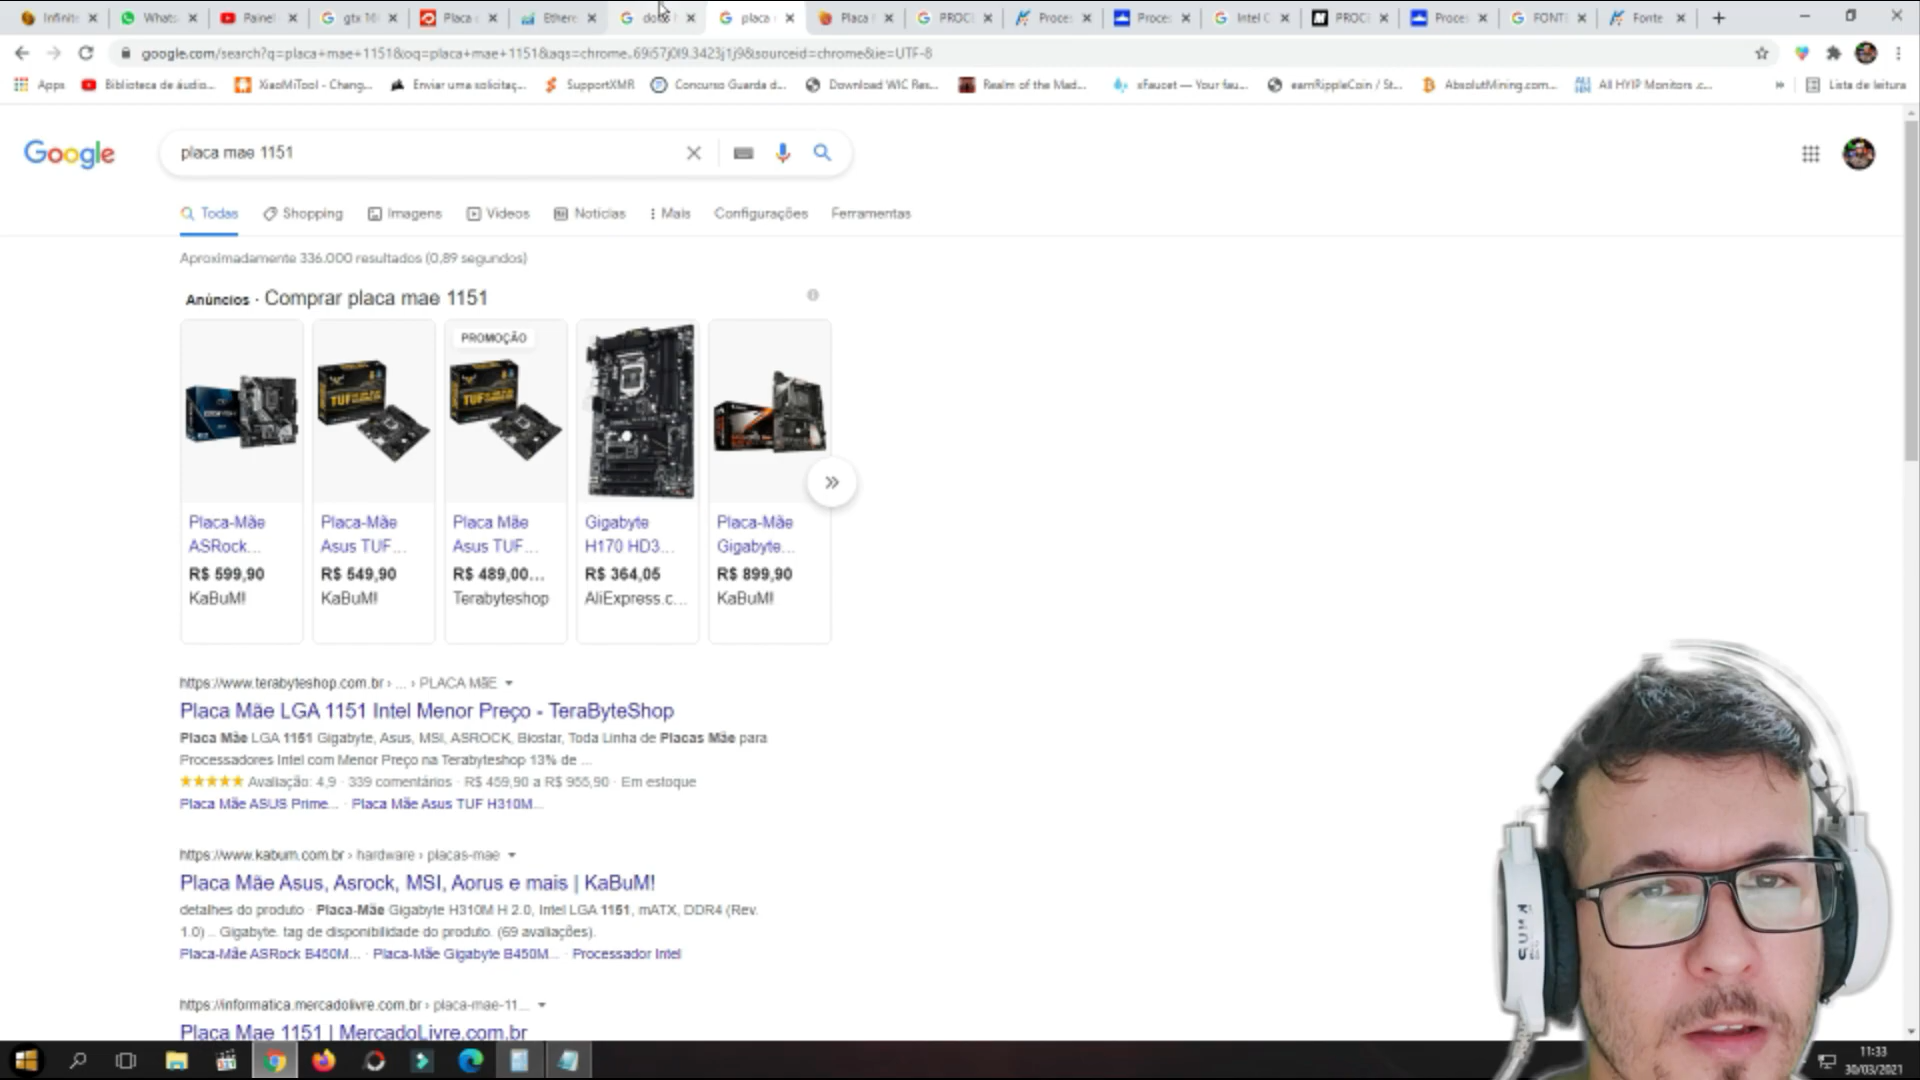 Infinite
Whats
Painel
gtx 16
Placa
Ethere
placa
Placa
PROC
Proce
Proce
Intel C
PROC
Proce
FONT
Fonte
google.com/search?q=placa+mae+1151&oq=placa+mae+1151&aqs=chrome..69i57j0l9.3423j1j9&sourceid=chrome&ie=UTF-8
Apps
Biblioteca de áudio...
XiaoMiTool - Chang...
Enviar uma solicitaç...
SupportXMR
Concurso Guarda d...
Download WIC Res...
Realm of the Mad...
xFaucet — Your fau...
earnRippleCoin / St...
AbsolutMining.com...
All HYIP Monitors .c...
Lista de leitura
Google
placa mae 1151
Todas
Shopping
Imagens
Vídeos
Notícias
Mais
Configurações
Ferramentas
Aproximadamente 336.000 resultados (0,89 segundos)
Anúncios · Comprar placa mae 1151
PROMOÇÃO
Placa-Mãe
ASRock...
R$ 599,90
KaBuM!
Placa-Mãe
Asus TUF...
R$ 549,90
KaBuM!
Placa Mãe
Asus TUF...
R$ 489,00...
Terabyteshop
Gigabyte
H170 HD3...
R$ 364,05
AliExpress.c...
Placa-Mãe
Gigabyte...
R$ 899,90
KaBuM!
https://www.terabyteshop.com.br › ... › PLACA MÃE
Placa Mãe LGA 1151 Intel Menor Preço - TeraByteShop
Placa Mãe LGA 1151 Gigabyte, Asus, MSI, ASROCK, Biostar, Toda Linha de Placas Mãe para
Processadores Intel com Menor Preço na Terabyteshop 13% de ...
Avaliação: 4,9 · 339 comentários · R$ 459,90 a R$ 955,90 · Em estoque
Placa Mãe ASUS Prime... · Placa Mãe Asus TUF H310M...
https://www.kabum.com.br › hardware › placas-mae
Placa Mãe Asus, Asrock, MSI, Aorus e mais | KaBuM!
detalhes do produto · Placa-Mãe Gigabyte H310M H 2.0, Intel LGA 1151, mATX, DDR4 (Rev.
1.0) .. Gigabyte. tag de disponibilidade do produto. (69 avaliações).
Placa-Mãe ASRock B450M... · Placa-Mãe Gigabyte B450M... · Processador Intel
https://informatica.mercadolivre.com.br › placa-mae-11...
Placa Mae 1151 | MercadoLivre.com.br
11:33
30/03/2021